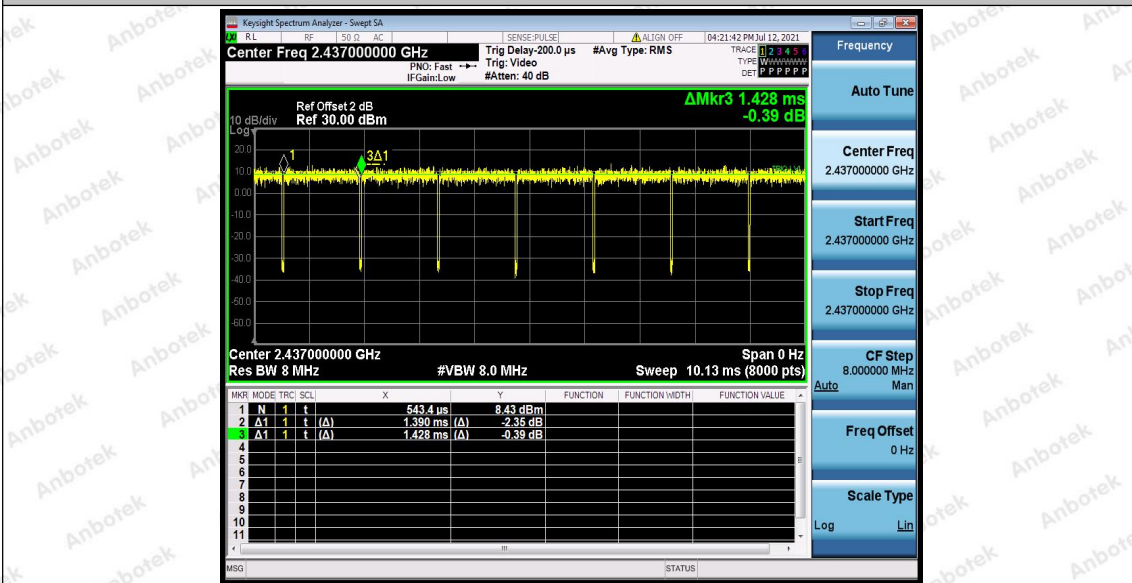 Keysight Spectrum Analyzer - Swept SA
LXI RL RF 50 Ω AC SENSE:PULSE ALIGN OFF 04:21:42 PM Jul 12, 2021
Center Freq 2.437000000 GHz
PNO: Fast
IFGain:Low
Trig Delay-200.0 µs
Trig: Video
#Atten: 40 dB
#Avg Type: RMS
TRACE 1 2 3 4 5 6
TYPE WWWWWW
DET P P P P P P
Frequency
Auto Tune
Center Freq
2.437000000 GHz
Start Freq
2.437000000 GHz
Stop Freq
2.437000000 GHz
CF Step
8.000000 MHz
Auto Man
Freq Offset
0 Hz
Scale Type
Log Lin
ΔMkr3 1.428 ms
-0.39 dB
Ref Offset 2 dB
10 dB/div Ref 30.00 dBm
Log
1
3Δ1
20.0
10.0
0.00
-10.0
-20.0
-30.0
-40.0
-50.0
-60.0
Center 2.437000000 GHz Span 0 Hz
Res BW 8 MHz #VBW 8.0 MHz Sweep 10.13 ms (8000 pts)
MKR MODE TRC SCL X Y FUNCTION FUNCTION WIDTH FUNCTION VALUE
1 N 1 t 543.4 µs 8.43 dBm
2 Δ1 1 t (Δ) 1.390 ms (Δ) -2.35 dB
3 Δ1 1 t (Δ) 1.428 ms (Δ) -0.39 dB
4
5
6
7
8
9
10
11
MSG STATUS
Anbotek